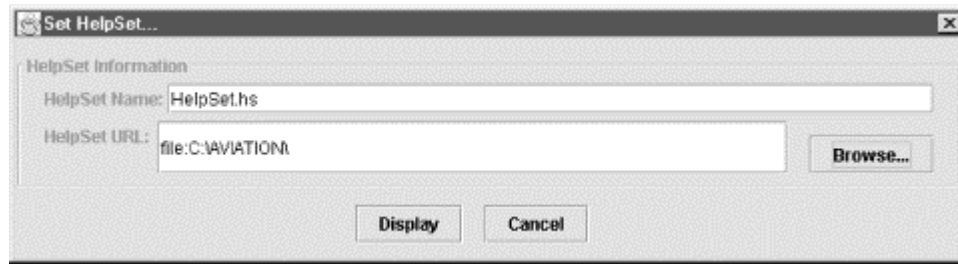 Set HelpSet...
HelpSet Information
HelpSet Name: HelpSet.hs
HelpSet URL: file:C:\AVIATION\
Browse...
Display Cancel